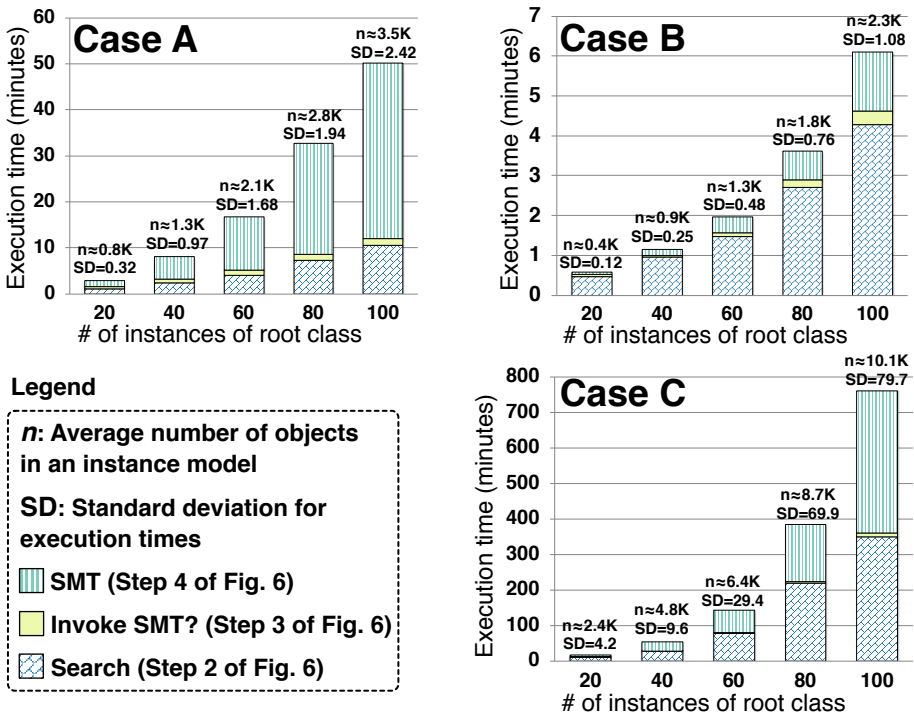 Case A
Execution time (minutes)
60
50
40
30
20
10
0
n≈0.8K
SD=0.32
n≈1.3K
SD=0.97
n≈2.1K
SD=1.68
n≈2.8K
SD=1.94
n≈3.5K
SD=2.42
20 40 60 80 100
# of instances of root class
Case B
Execution time (minutes)
7
6
5
4
3
2
1
0
n≈0.4K
SD=0.12
n≈0.9K
SD=0.25
n≈1.3K
SD=0.48
n≈1.8K
SD=0.76
n≈2.3K
SD=1.08
20 40 60 80 100
# of instances of root class
Legend
n: Average number of objects
in an instance model
SD: Standard deviation for
execution times
SMT (Step 4 of Fig. 6)
Invoke SMT? (Step 3 of Fig. 6)
Search (Step 2 of Fig. 6)
Case C
Execution time (minutes)
800
700
600
500
400
300
200
100
0
n≈2.4K
SD=4.2
n≈4.8K
SD=9.6
n≈6.4K
SD=29.4
n≈8.7K
SD=69.9
n≈10.1K
SD=79.7
20 40 60 80 100
# of instances of root class